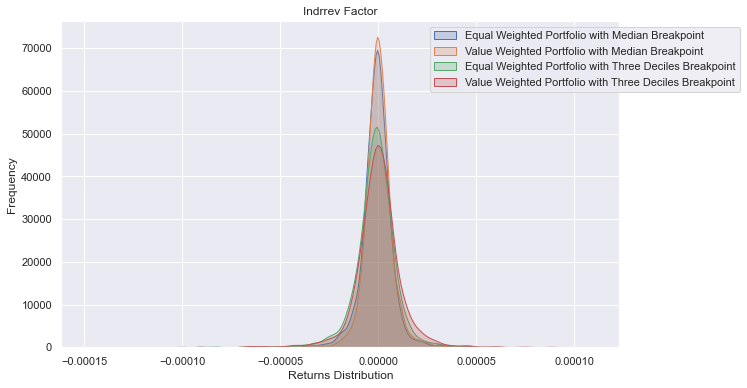 Indrrev Factor
Equal Weighted Portfolio with Median Breakpoint
Value Weighted Portfolio with Median Breakpoint
Equal Weighted Portfolio with Three Deciles Breakpoint
Value Weighted Portfolio with Three Deciles Breakpoint
Frequency
70000
60000
50000
40000
30000
20000
10000
0
−0.00015 −0.00010 −0.00005 0.00000 0.00005 0.00010
Returns Distribution